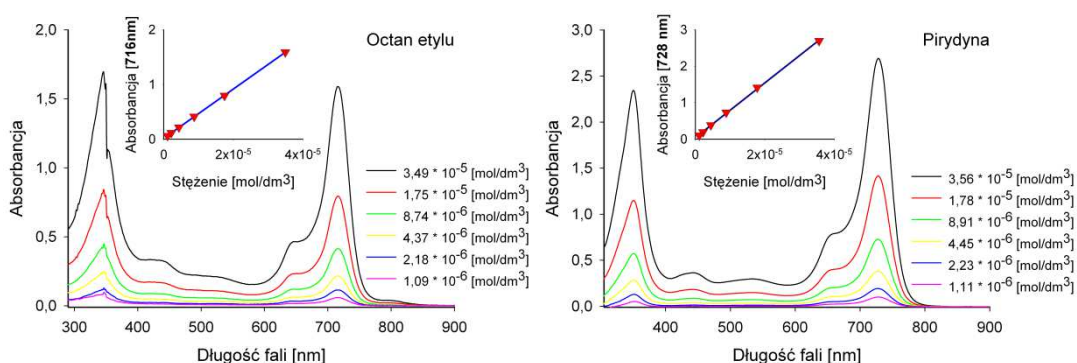 Octan etylu
Absorbancja
2,0
1,5
1,0
0,5
0,0
300 400 500 600 700 800 900
Długość fali [nm]
Absorbancja [716nm]
2
1
0
2x10-5 4x10-5
Stężenie [mol/dm3]
3,49 * 10-5 [mol/dm3]
1,75 * 10-5 [mol/dm3]
8,74 * 10-6 [mol/dm3]
4,37 * 10-6 [mol/dm3]
2,18 * 10-6 [mol/dm3]
1,09 * 10-6 [mol/dm3]
Pirydyna
Absorbancja
3,0
2,5
2,0
1,5
1,0
0,5
0,0
400 500 600 700 800 900
Długość fali [nm]
Absorbancja [728 nm]
3
2
1
0
2x10-5 4x10-5
Stężenie [mol/dm3]
3,56 * 10-5 [mol/dm3]
1,78 * 10-5 [mol/dm3]
8,91 * 10-6 [mol/dm3]
4,45 * 10-6 [mol/dm3]
2,23 * 10-6 [mol/dm3]
1,11 * 10-6 [mol/dm3]